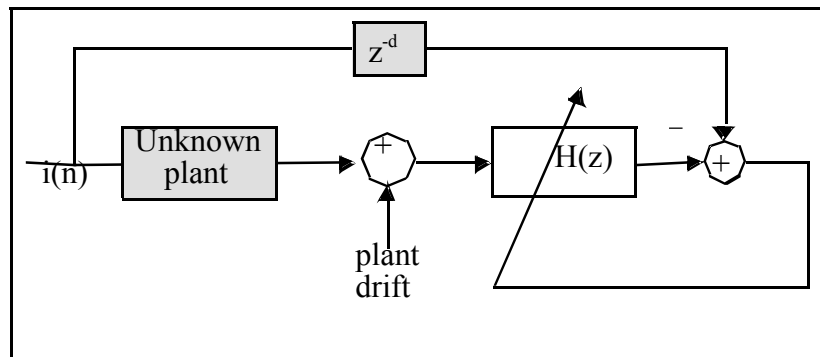 z^-d
Unknown
plant
i(n)
+
H(z)
−
+
plant
drift